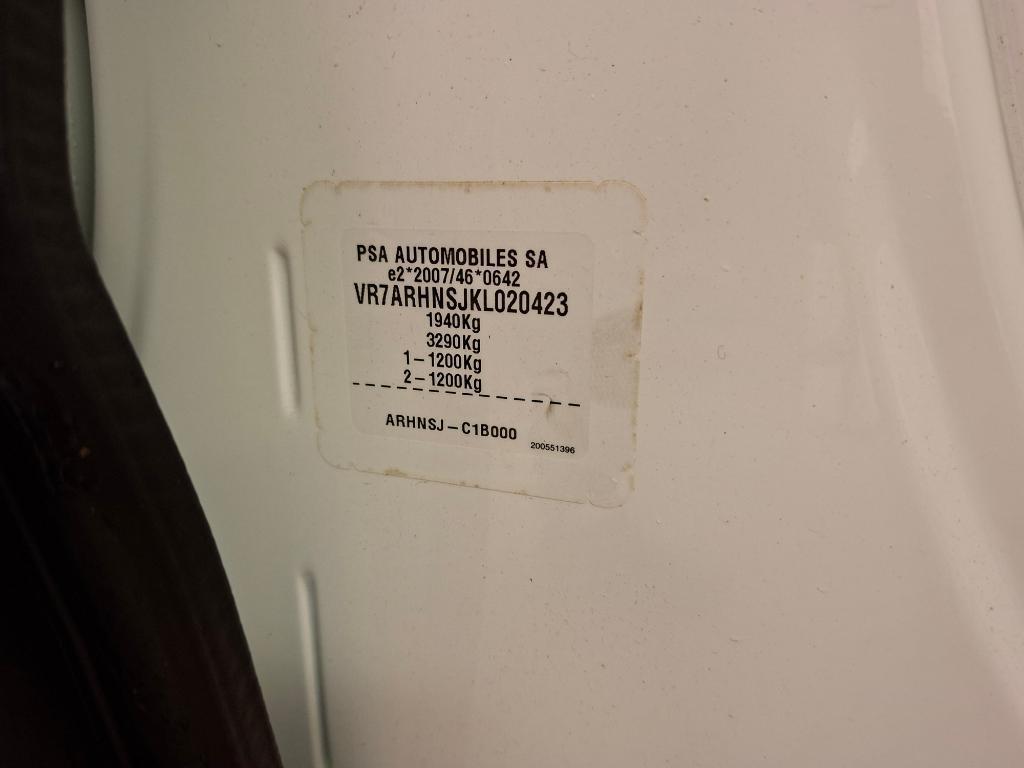 PSA AUTOMOBILES SA
e2*2007/46*0642
VR7ARHNSJKL020423
1940Kg
3290Kg
1-1200Kg
2-1200Kg
ARHNSJ-C1B000
200551396